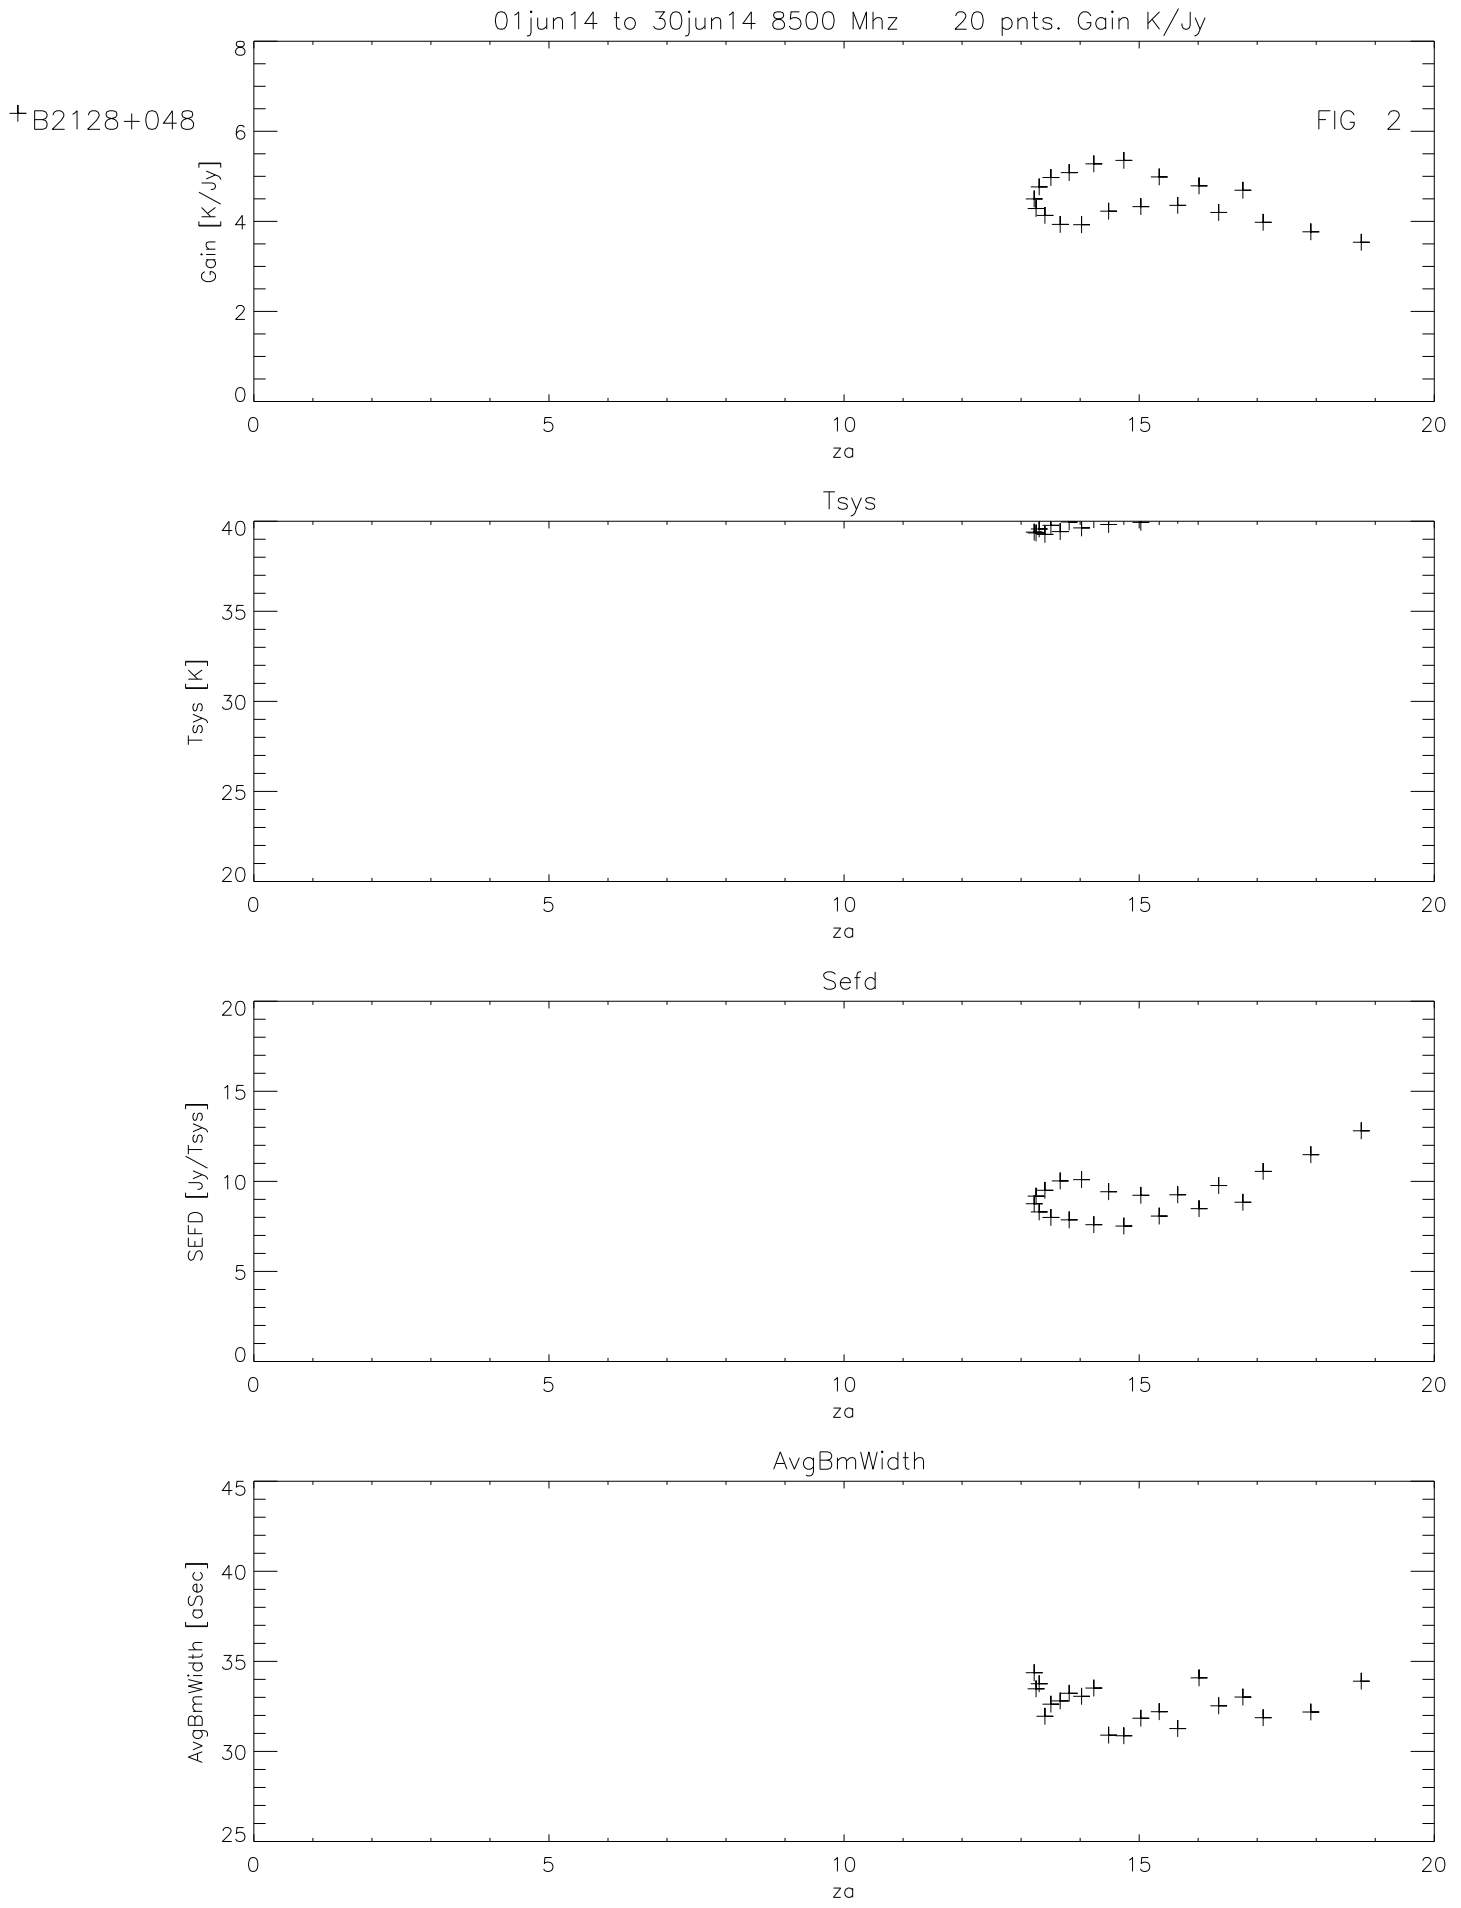 01jun14 to 30jun14 8500 Mhz 20 pnts. Gain K/Jy
+B2128+048
FIG 2
8
6
4
2
0
Gain [K/Jy]
0 5 10 15 20
za
Tsys
40
35
30
25
20
Tsys [K]
0 5 10 15 20
za
Sefd
20
15
10
5
0
SEFD [Jy/Tsys]
0 5 10 15 20
za
AvgBmWidth
45
40
35
30
25
AvgBmWidth [aSec]
0 5 10 15 20
za